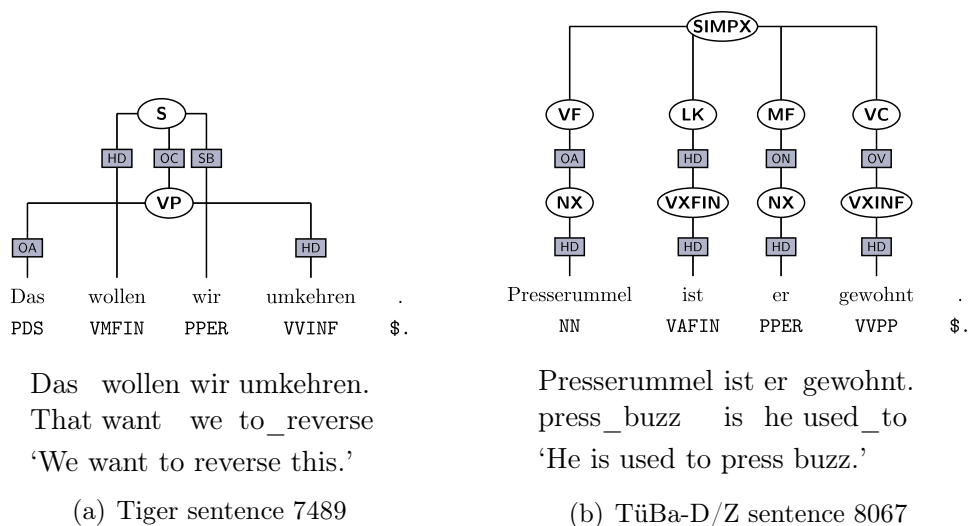 S
HD OC SB
VP
OA HD
Das wollen wir umkehren .
PDS VMFIN PPER VVINF $.
Das wollen wir umkehren.
That want we to_reverse
‘We want to reverse this.’
(a) Tiger sentence 7489
SIMPX
VF LK MF VC
OA HD ON OV
NX VXFIN NX VXINF
HD HD HD HD
Presserummel ist er gewohnt .
NN VAFIN PPER VVPP $.
Presserummel ist er gewohnt.
press_buzz is he used_to
‘He is used to press buzz.’
(b) TüBa-D/Z sentence 8067